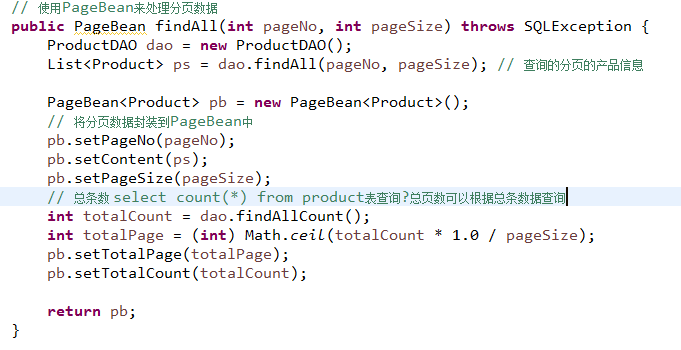 // 使用PageBean来处理分页数据
public PageBean findAll(int pageNo, int pageSize) throws SQLException {
    ProductDAO dao = new ProductDAO();
    List<Product> ps = dao.findAll(pageNo, pageSize); // 查询的分页的产品信息

    PageBean<Product> pb = new PageBean<Product>();
    // 将分页数据封装到PageBean中
    pb.setPageNo(pageNo);
    pb.setContent(ps);
    pb.setPageSize(pageSize);
    // 总条数 select count(*) from product表查询?总页数可以根据总条数据查询
    int totalCount = dao.findAllCount();
    int totalPage = (int) Math.ceil(totalCount * 1.0 / pageSize);
    pb.setTotalPage(totalPage);
    pb.setTotalCount(totalCount);

    return pb;
}